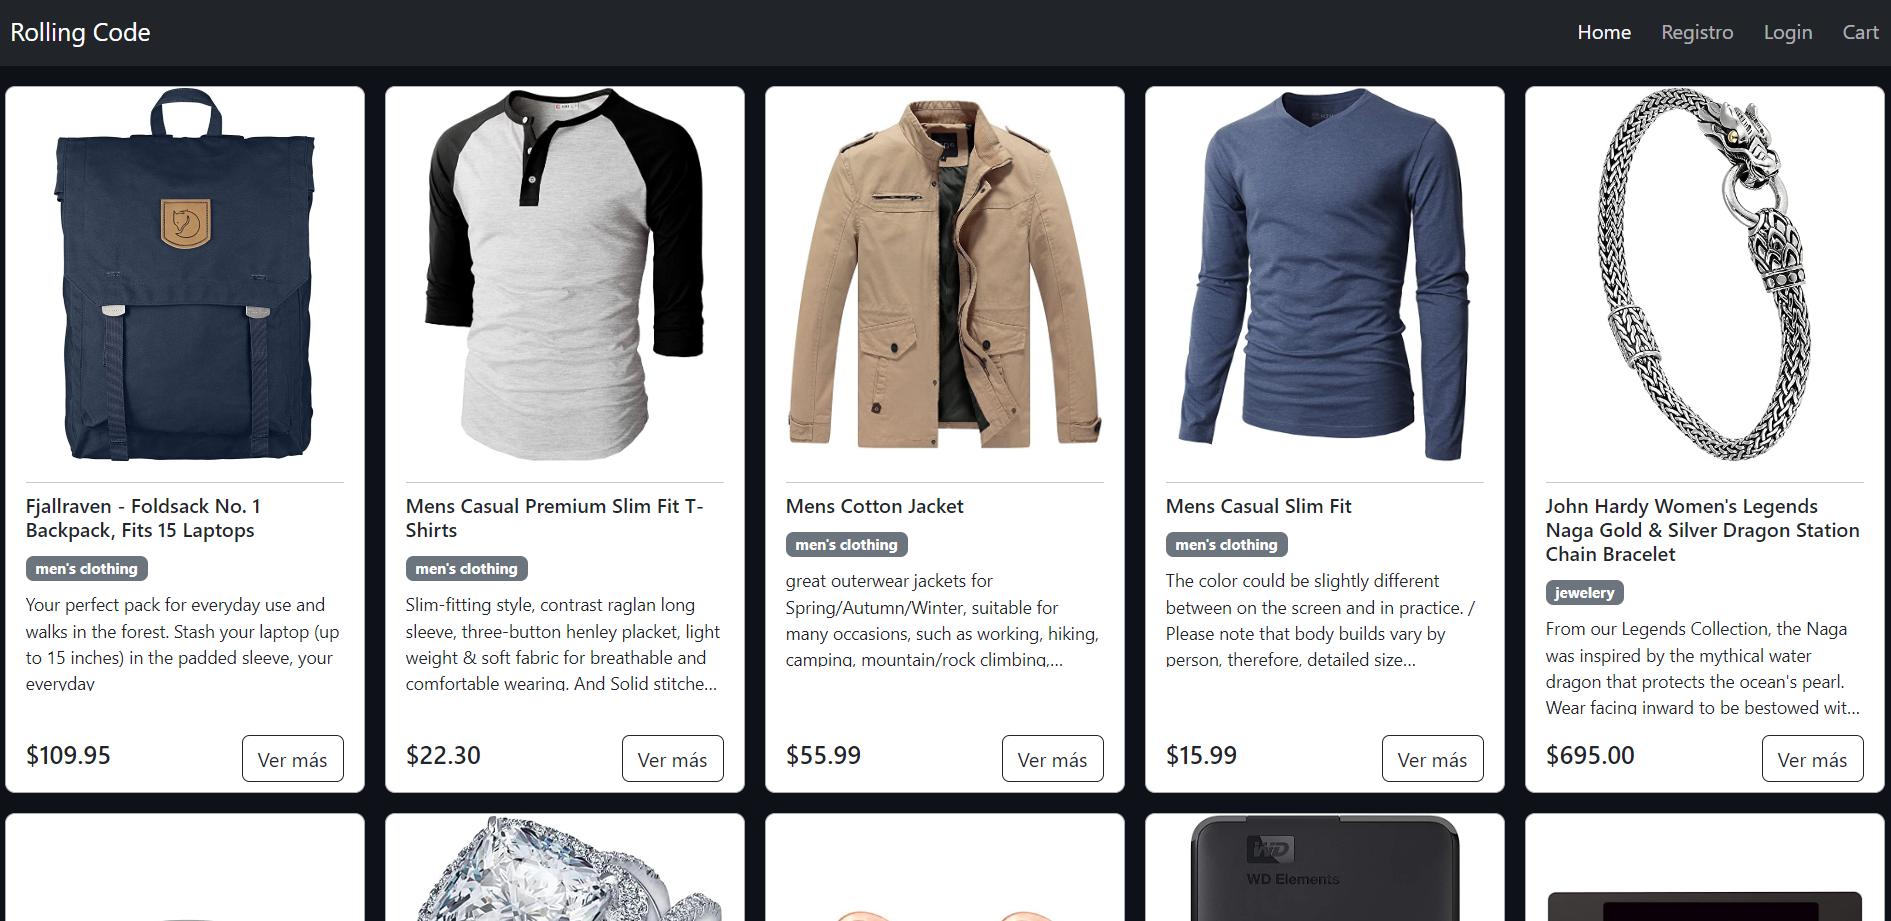 Rolling Code
Home Registro Login Cart
Fjallraven - Foldsack No. 1
Backpack, Fits 15 Laptops
men's clothing
Your perfect pack for everyday use and
walks in the forest. Stash your laptop (up
to 15 inches) in the padded sleeve, your
everyday
$109.95
Ver más
Mens Casual Premium Slim Fit T-
Shirts
men's clothing
Slim-fitting style, contrast raglan long
sleeve, three-button henley placket, light
weight & soft fabric for breathable and
comfortable wearing. And Solid stitche...
$22.30
Ver más
Mens Cotton Jacket
men's clothing
great outerwear jackets for
Spring/Autumn/Winter, suitable for
many occasions, such as working, hiking,
camping, mountain/rock climbing,...
$55.99
Ver más
Mens Casual Slim Fit
men's clothing
The color could be slightly different
between on the screen and in practice. /
Please note that body builds vary by
person, therefore, detailed size...
$15.99
Ver más
John Hardy Women's Legends
Naga Gold & Silver Dragon Station
Chain Bracelet
jewelery
From our Legends Collection, the Naga
was inspired by the mythical water
dragon that protects the ocean's pearl.
Wear facing inward to be bestowed wit...
$695.00
Ver más
WD
WD Elements